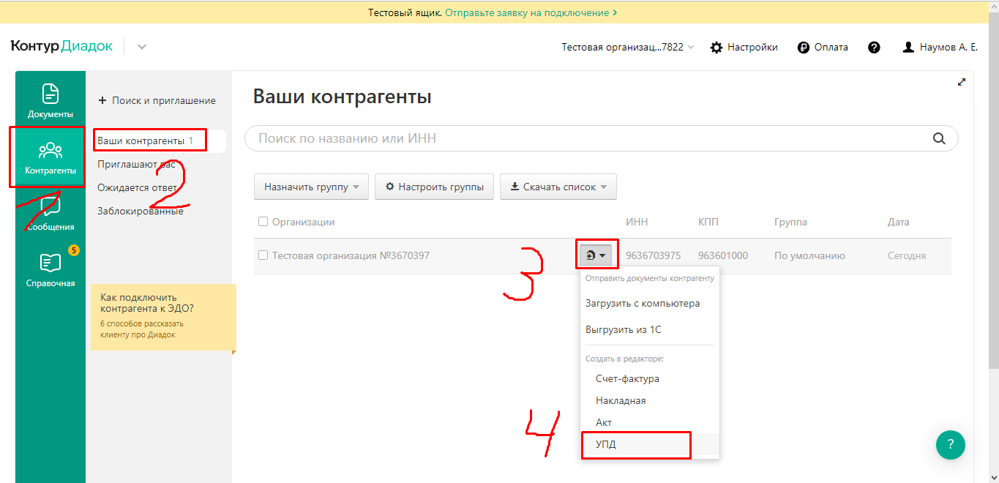 Тестовый ящик. Отправьте заявку на подключение >
Контур Диадок
Тестовая организац...7822
Настройки
Оплата
?
Наумов А. Е.
Документы
Контрагенты
Сообщения
5
Справочная
+ Поиск и приглашение
Ваши контрагенты 1
Приглашают вас
Ожидается ответ
Заблокированные
1
2
Как подключить
контрагента к ЭДО?
6 способов рассказать
клиенту про Диадок
Ваши контрагенты
Поиск по названию или ИНН
Назначить группу
Настроить группы
Скачать список
Организации ИНН КПП Группа Дата
Тестовая организация №3670397 9636703975 963601000 По умолчанию Сегодня
3
Отправить документы контрагенту
Загрузить с компьютера
Выгрузить из 1С
Создать в редакторе:
Счет-фактура
Накладная
Акт
УПД
4
?